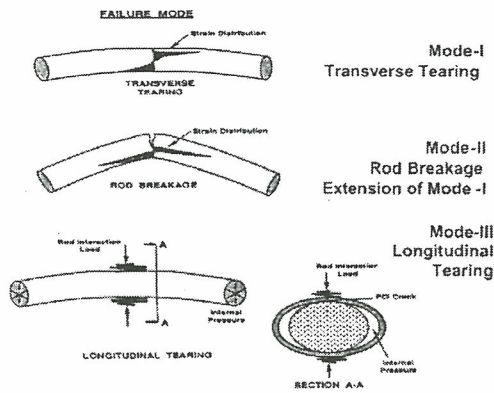 FAILURE MODE
Strain Distribution
TRANSVERSE
TEARING
Mode-I
Transverse Tearing
Strain Distribution
ROD BREAKAGE
Mode-II
Rod Breakage
Extension of Mode -I
Mode-III
Longitudinal
Tearing
Rod Interaction
Load
A
A
Internal
Pressure
LONGITUDINAL TEARING
Rod Interaction
Load
PCI Crack
Internal
Pressure
SECTION A-A